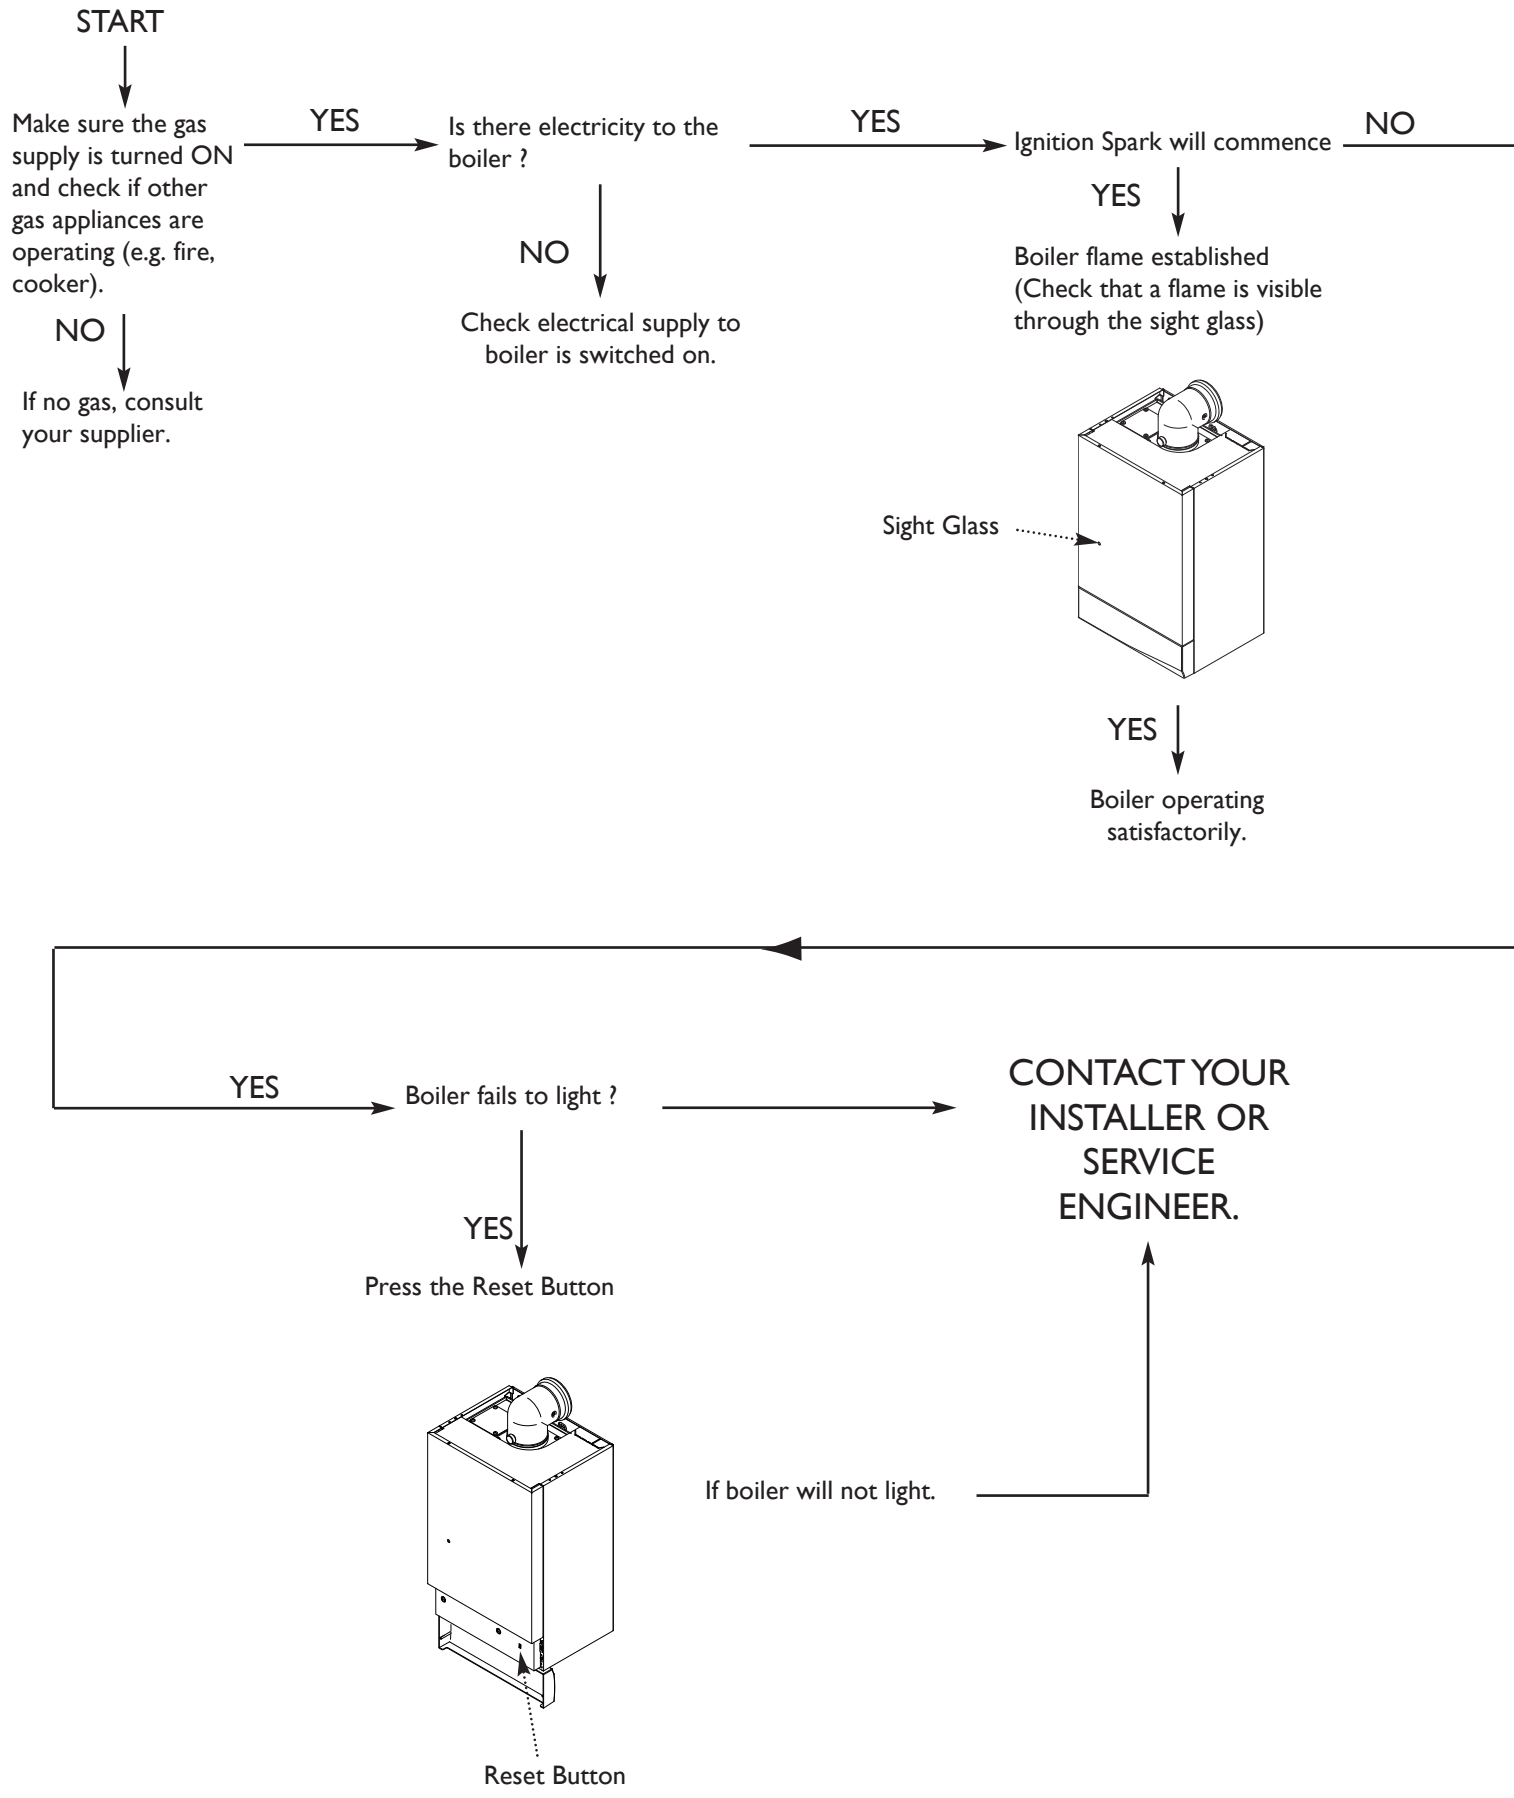 START
Make sure the gas
supply is turned ON
and check if other
gas appliances are
operating (e.g. fire,
cooker).
YES
Is there electricity to the
boiler ?
YES
Ignition Spark will commence
NO
NO
If no gas, consult
your supplier.
NO
Check electrical supply to
boiler is switched on.
YES
Boiler flame established
(Check that a flame is visible
through the sight glass)
Sight Glass
YES
Boiler operating
satisfactorily.
YES
Boiler fails to light ?
CONTACT YOUR
INSTALLER OR
SERVICE
ENGINEER.
YES
Press the Reset Button
If boiler will not light.
Reset Button